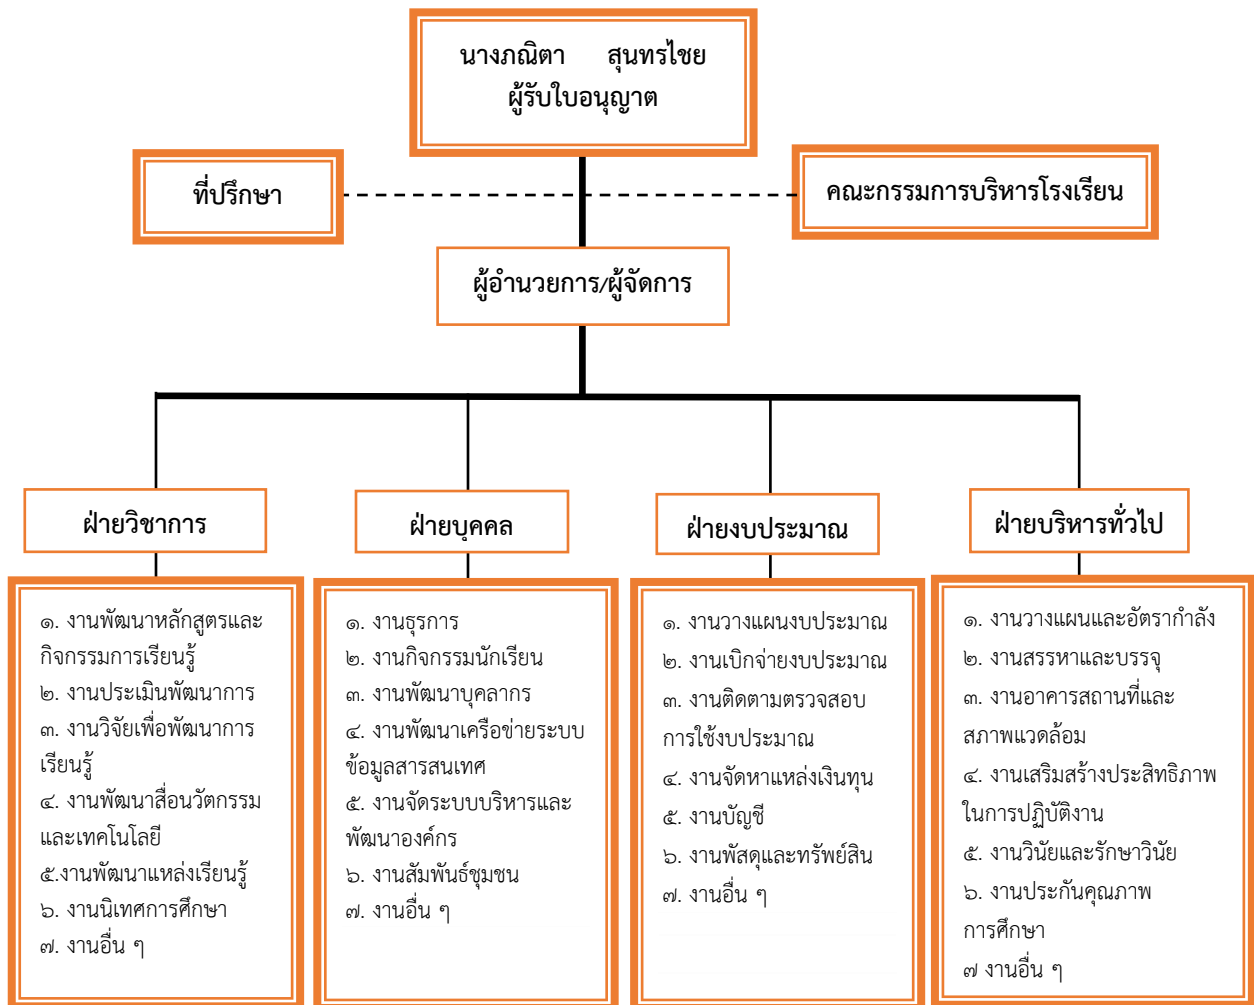 นางภณิตา สุนทรไชย
ผู้รับใบอนุญาต
ที่ปรึกษา
คณะกรรมการบริหารโรงเรียน
ผู้อำนวยการ/ผู้จัดการ
ฝ่ายวิชาการ
ฝ่ายบุคคล
ฝ่ายงบประมาณ
ฝ่ายบริหารทั่วไป
๑. งานพัฒนาหลักสูตรและ
กิจกรรมการเรียนรู้
๒. งานประเมินพัฒนาการ
๓. งานวิจัยเพื่อพัฒนาการ
เรียนรู้
๔. งานพัฒนาสื่อนวัตกรรม
และเทคโนโลยี
๕.งานพัฒนาแหล่งเรียนรู้
๖. งานนิเทศการศึกษา
๗. งานอื่น ๆ
๑. งานธุรการ
๒. งานกิจกรรมนักเรียน
๓. งานพัฒนาบุคลากร
๔. งานพัฒนาเครือข่ายระบบ
ข้อมูลสารสนเทศ
๕. งานจัดระบบบริหารและ
พัฒนาองค์กร
๖. งานสัมพันธ์ชุมชน
๗. งานอื่น ๆ
๑. งานวางแผนงบประมาณ
๒. งานเบิกจ่ายงบประมาณ
๓. งานติดตามตรวจสอบ
การใช้งบประมาณ
๔. งานจัดหาแหล่งเงินทุน
๕. งานบัญชี
๖. งานพัสดุและทรัพย์สิน
๗. งานอื่น ๆ
๑. งานวางแผนและอัตรากำลัง
๒. งานสรรหาและบรรจุ
๓. งานอาคารสถานที่และ
สภาพแวดล้อม
๔. งานเสริมสร้างประสิทธิภาพ
ในการปฏิบัติงาน
๕. งานวินัยและรักษาวินัย
๖. งานประกันคุณภาพ
การศึกษา
๗ งานอื่น ๆ